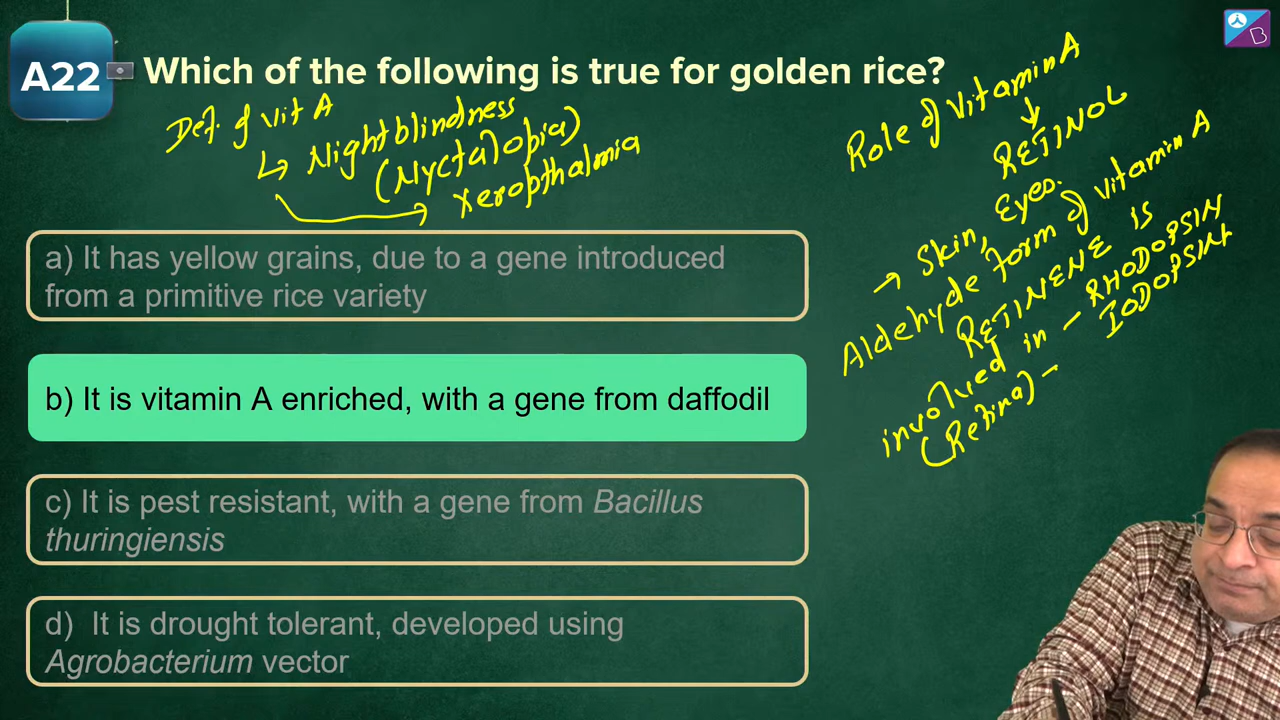 A22
Which of the following is true for golden rice?
Def. of Vit A
↳ Nightblindness
(Nyctalopia)
Xeropthalmia
a) It has yellow grains, due to a gene introduced
from a primitive rice variety
b) It is vitamin A enriched, with a gene from daffodil
c) It is pest resistant, with a gene from Bacillus
thuringiensis
d) It is drought tolerant, developed using
Agrobacterium vector
Role of Vitamin A
↓
RETINOL
→ Skin, Eyes.
Aldehyde form of vitamin A
RETINENE is
involved in - RHODOPSIN
(Retina) - IODOPSIN
B